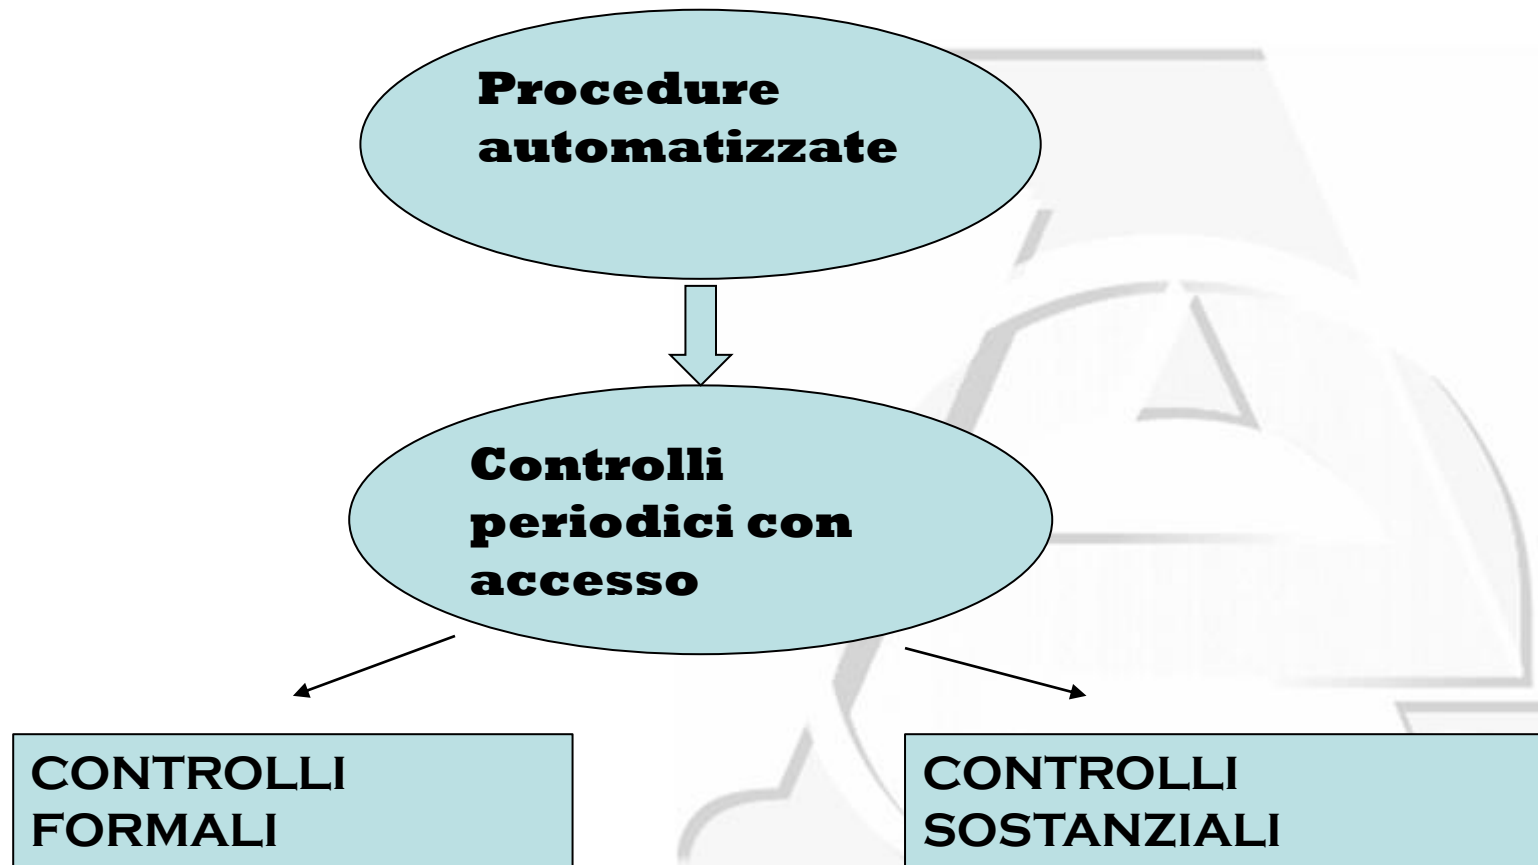 Procedure
automatizzate
Controlli
periodici con
accesso
CONTROLLI
FORMALI
CONTROLLI
SOSTANZIALI